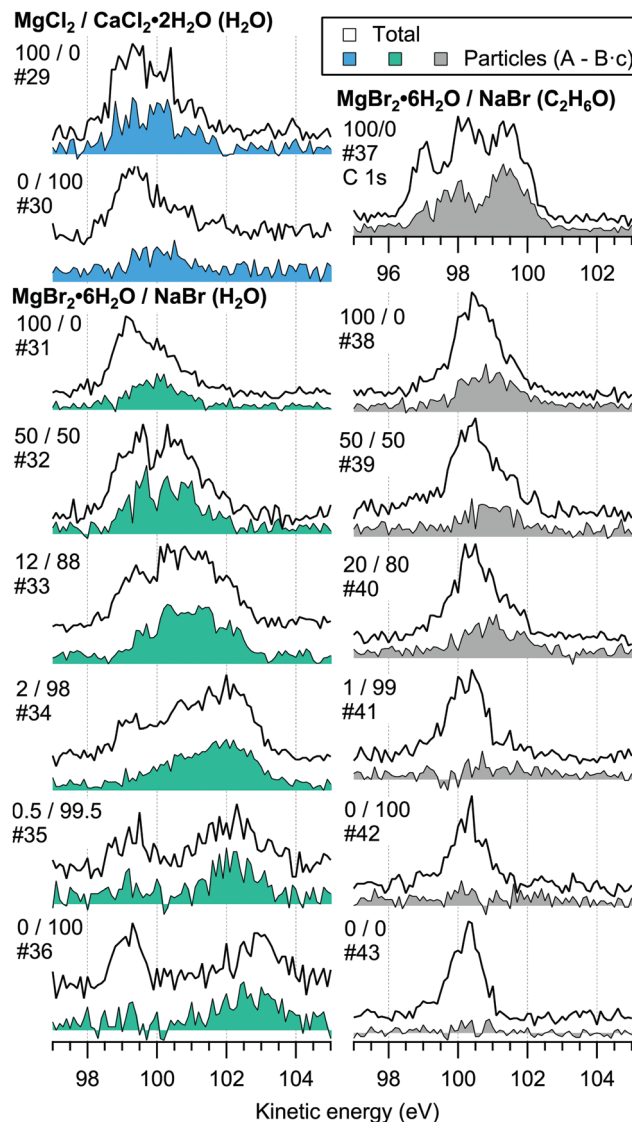 MgCl₂ / CaCl₂•2H₂O (H₂O)
100 / 0
#29
0 / 100
#30
MgBr₂•6H₂O / NaBr (H₂O)
100 / 0
#31
50 / 50
#32
12 / 88
#33
2 / 98
#34
0.5 / 99.5
#35
0 / 100
#36
98 100 102 104
Total
Particles (A - B·c)
MgBr₂•6H₂O / NaBr (C₂H₆O)
100/0
#37
C 1s
96 98 100 102
100 / 0
#38
50 / 50
#39
20 / 80
#40
1 / 99
#41
0 / 100
#42
0 / 0
#43
98 100 102 104
Kinetic energy (eV)